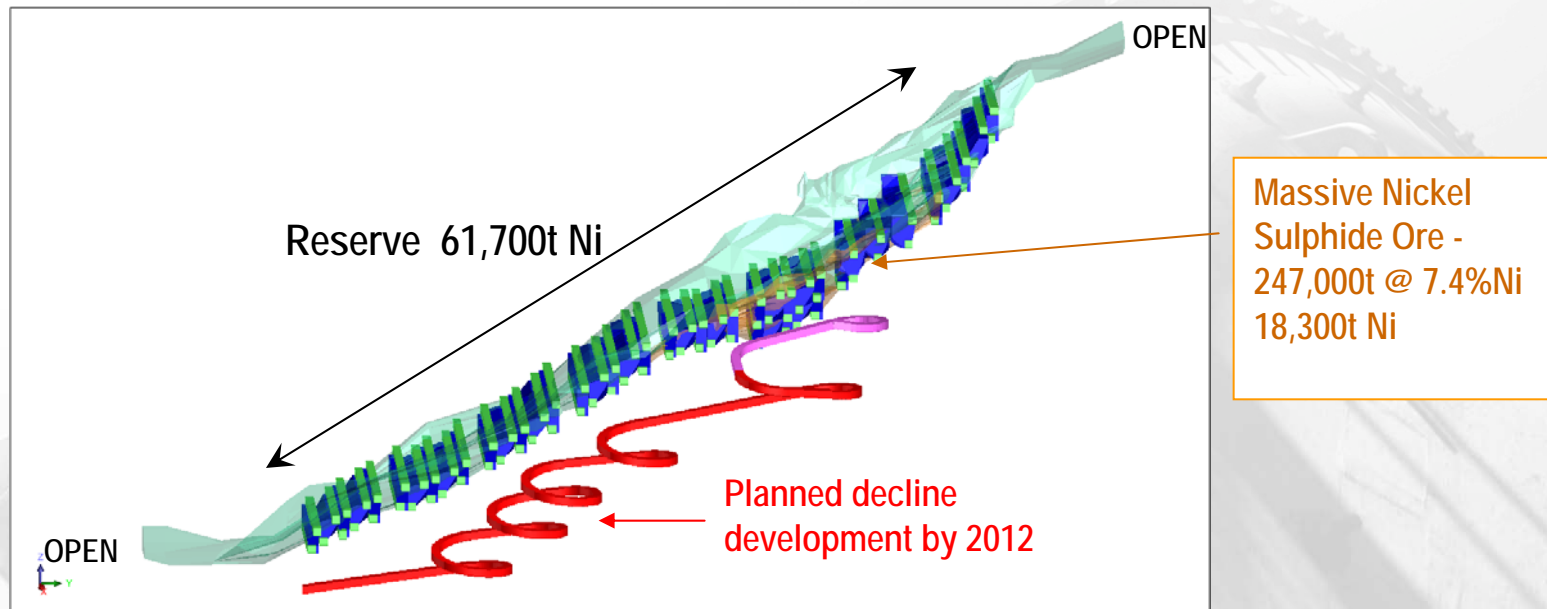 OPEN
Reserve 61,700t Ni
Massive Nickel
Sulphide Ore -
247,000t @ 7.4%Ni
18,300t Ni
Planned decline
development by 2012
OPEN
Z
Y
X